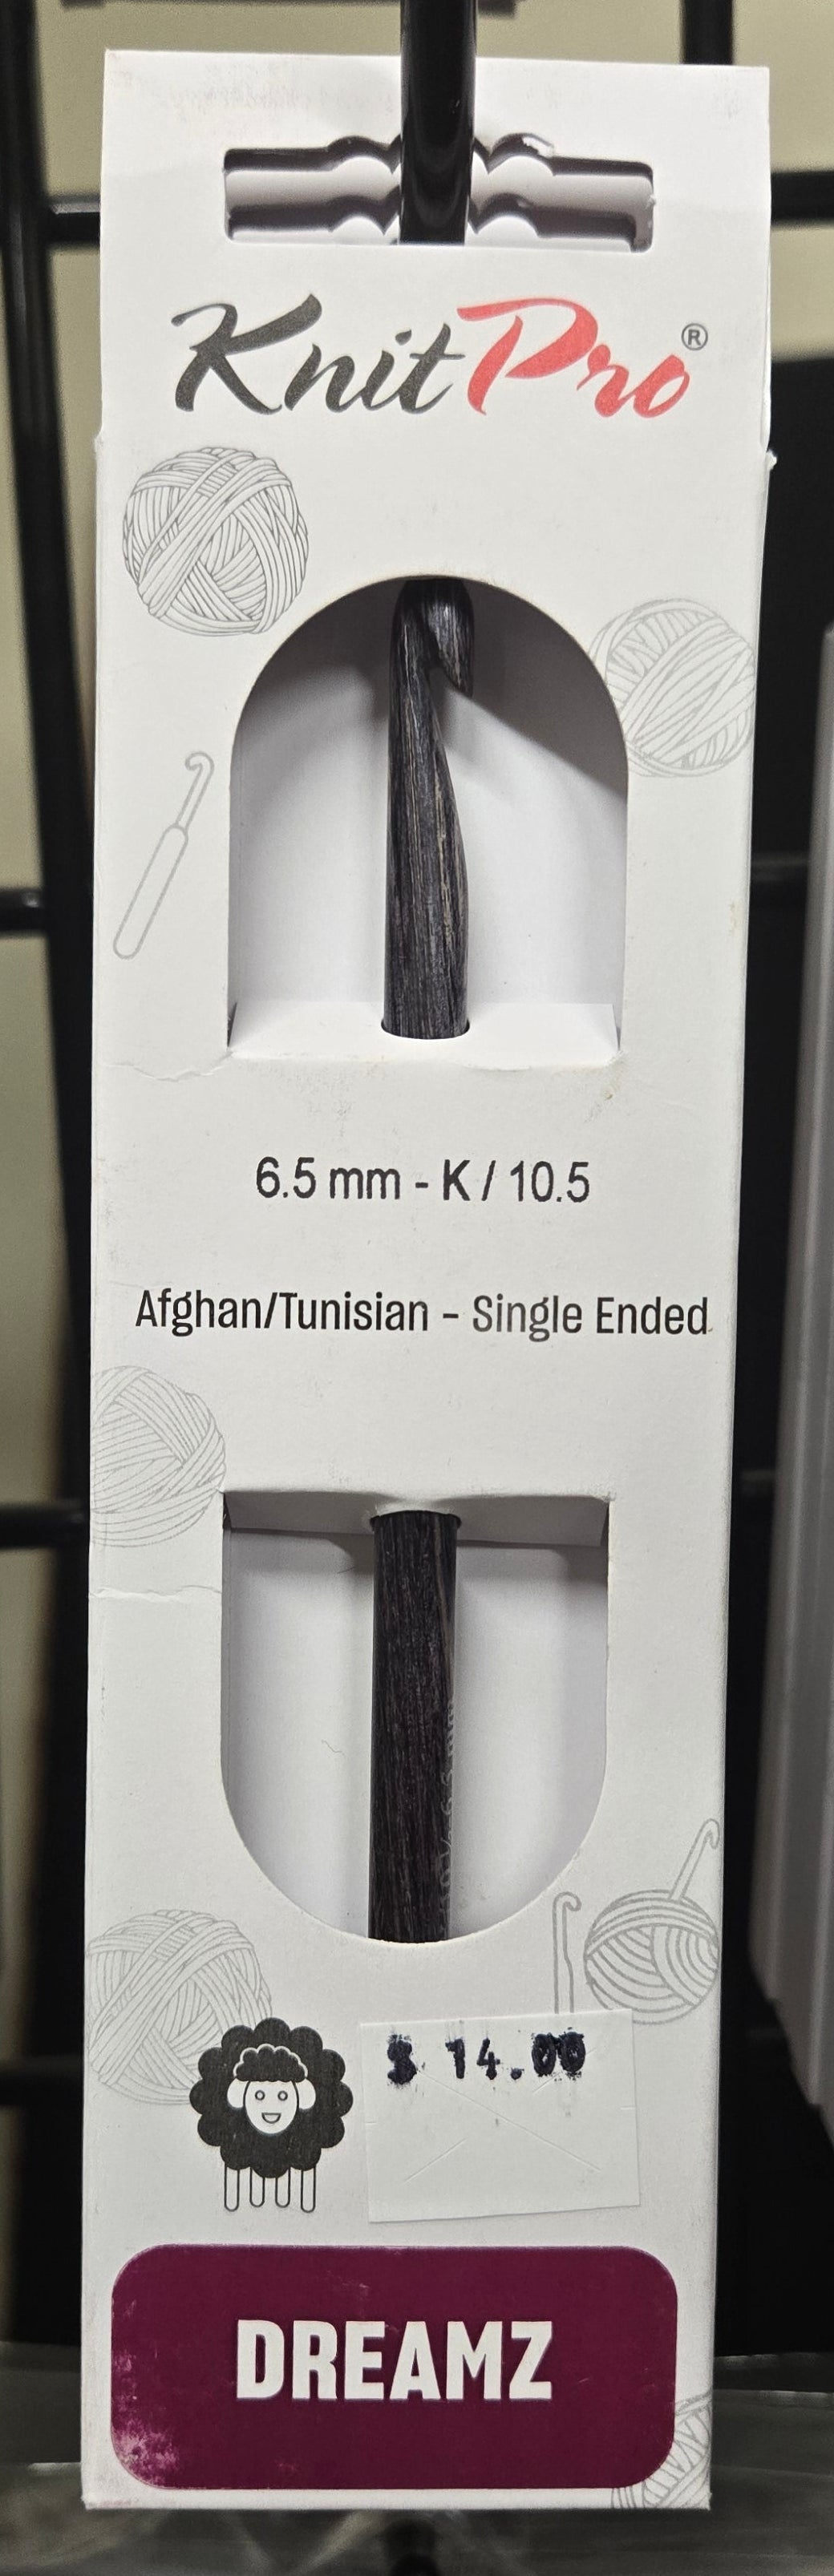 KnitPro®
6.5 mm - K / 10.5
Afghan/Tunisian - Single Ended
$ 14.00
DREAMZ